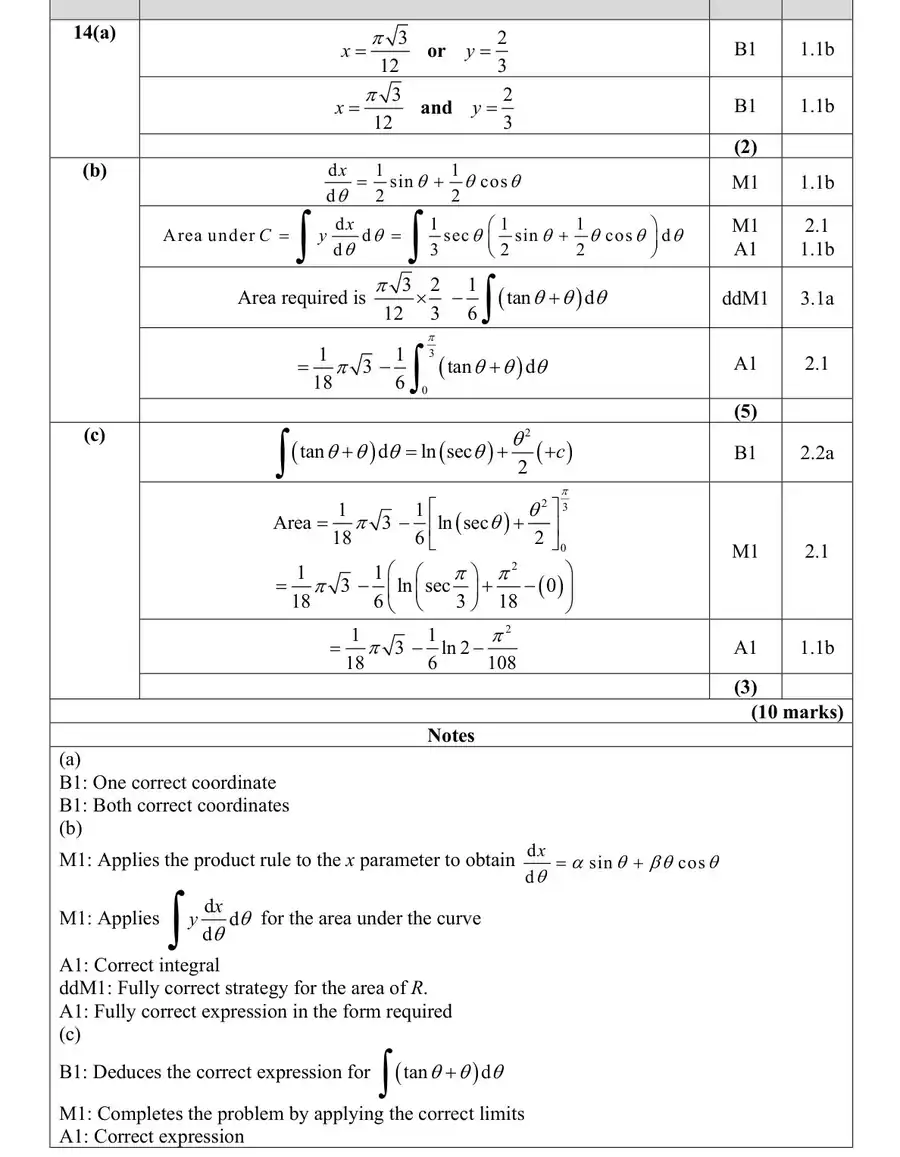 14(a)
x = π√3/12 or y = 2/3 B1 1.1b
x = π√3/12 and y = 2/3 B1 1.1b
(2)
(b)
dx/dθ = 1/2 sin θ + 1/2 θ cos θ M1 1.1b
Area under C = ∫ y dx/dθ dθ = ∫ 1/3 sec θ (1/2 sin θ + 1/2 θ cos θ) dθ M1 A1 2.1 1.1b
Area required is π√3/12 × 2/3 − 1/6 ∫ (tan θ + θ) dθ ddM1 3.1a
= 1/18 π√3 − 1/6 ∫₀^(π/3) (tan θ + θ) dθ A1 2.1
(5)
(c)
∫ (tan θ + θ) dθ = ln (sec θ) + θ²/2 (+c) B1 2.2a
Area = 1/18 π√3 − 1/6 [ln (sec θ) + θ²/2]₀^(π/3)
= 1/18 π√3 − 1/6 (ln (sec π/3) + π²/18 − (0)) M1 2.1
= 1/18 π√3 − 1/6 ln 2 − π²/108 A1 1.1b
(3)
(10 marks)
Notes
(a)
B1: One correct coordinate
B1: Both correct coordinates
(b)
M1: Applies the product rule to the x parameter to obtain dx/dθ = α sin θ + βθ cos θ
M1: Applies ∫ y dx/dθ dθ for the area under the curve
A1: Correct integral
ddM1: Fully correct strategy for the area of R.
A1: Fully correct expression in the form required
(c)
B1: Deduces the correct expression for ∫ (tan θ + θ) dθ
M1: Completes the problem by applying the correct limits
A1: Correct expression